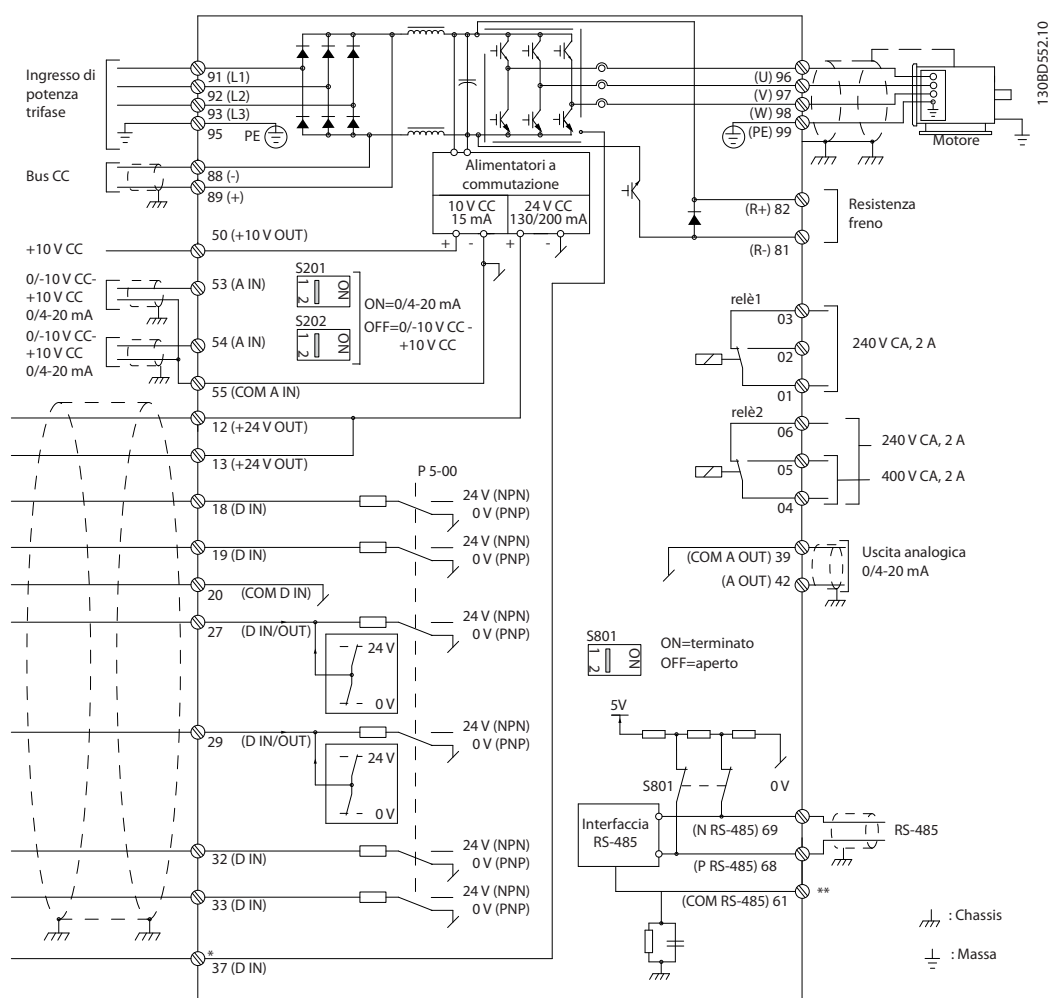 130BD552.10
Ingresso di
potenza
trifase
91 (L1)
92 (L2)
93 (L3)
95
PE
Bus CC
88 (-)
89 (+)
+10 V CC
50 (+10 V OUT)
0/-10 V CC-
+10 V CC
0/4-20 mA
53 (A IN)
0/-10 V CC-
+10 V CC
0/4-20 mA
54 (A IN)
55 (COM A IN)
12 (+24 V OUT)
13 (+24 V OUT)
18 (D IN)
19 (D IN)
20 (COM D IN)
27 (D IN/OUT)
24 V
0 V
29 (D IN/OUT)
24 V
0 V
32 (D IN)
33 (D IN)
*
37 (D IN)
S201
1 2 ON
S202
1 2 ON
ON=0/4-20 mA
OFF=0/-10 V CC -
+10 V CC
Alimentatori a
commutazione
10 V CC
15 mA
24 V CC
130/200 mA
+ - + -
P 5-00
24 V (NPN)
0 V (PNP)
24 V (NPN)
0 V (PNP)
24 V (NPN)
0 V (PNP)
24 V (NPN)
0 V (PNP)
24 V (NPN)
0 V (PNP)
24 V (NPN)
0 V (PNP)
(U) 96
(V) 97
(W) 98
(PE) 99
Motore
(R+) 82
(R-) 81
Resistenza
freno
relè1
03
02
01
240 V CA, 2 A
relè2
06
05
04
240 V CA, 2 A
400 V CA, 2 A
(COM A OUT) 39
(A OUT) 42
Uscita analogica
0/4-20 mA
S801
1 2 ON
ON=terminato
OFF=aperto
5V
S801
0 V
Interfaccia
RS-485
(N RS-485) 69
(P RS-485) 68
(COM RS-485) 61
RS-485
**
: Chassis
: Massa